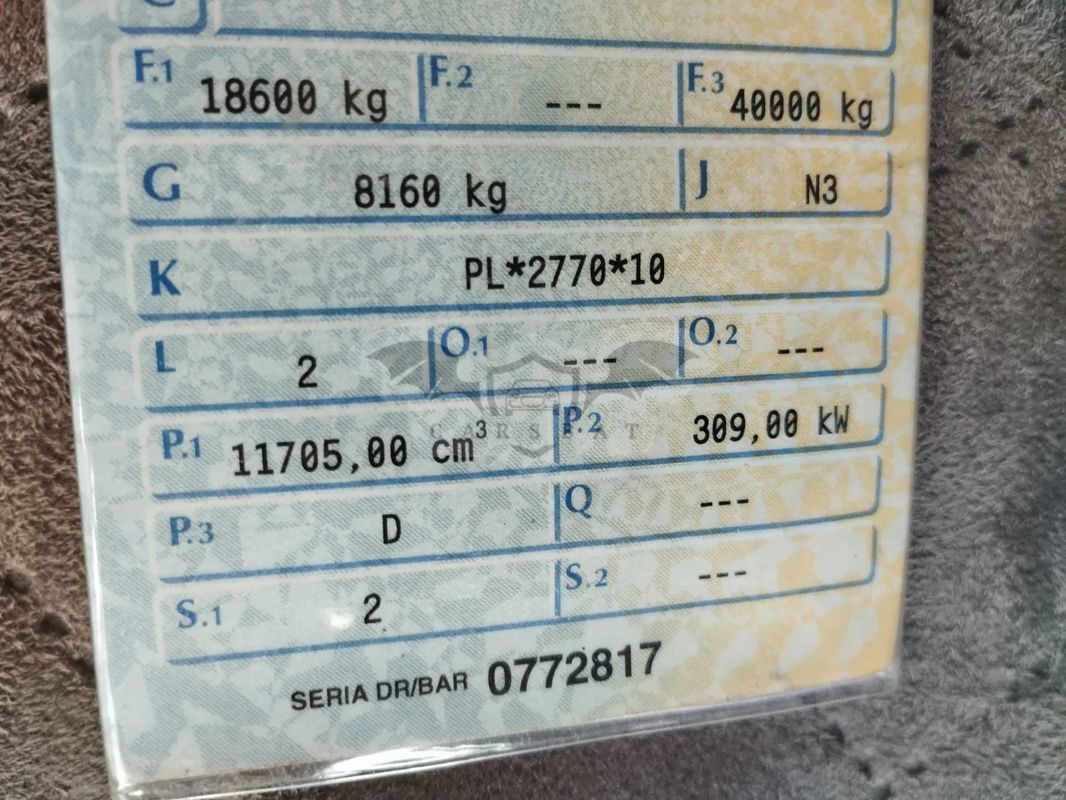 C
F.1 18600 kg F.2 --- F.3 40000 kg
G 8160 kg J N3
K PL*2770*10
L 2 O.1 --- O.2 ---
P.1 11705,00 cm³ P.2 309,00 kW
CARSBAT
P.3 D Q ---
S.1 2 S.2 ---
SERIA DR/BAR 0772817